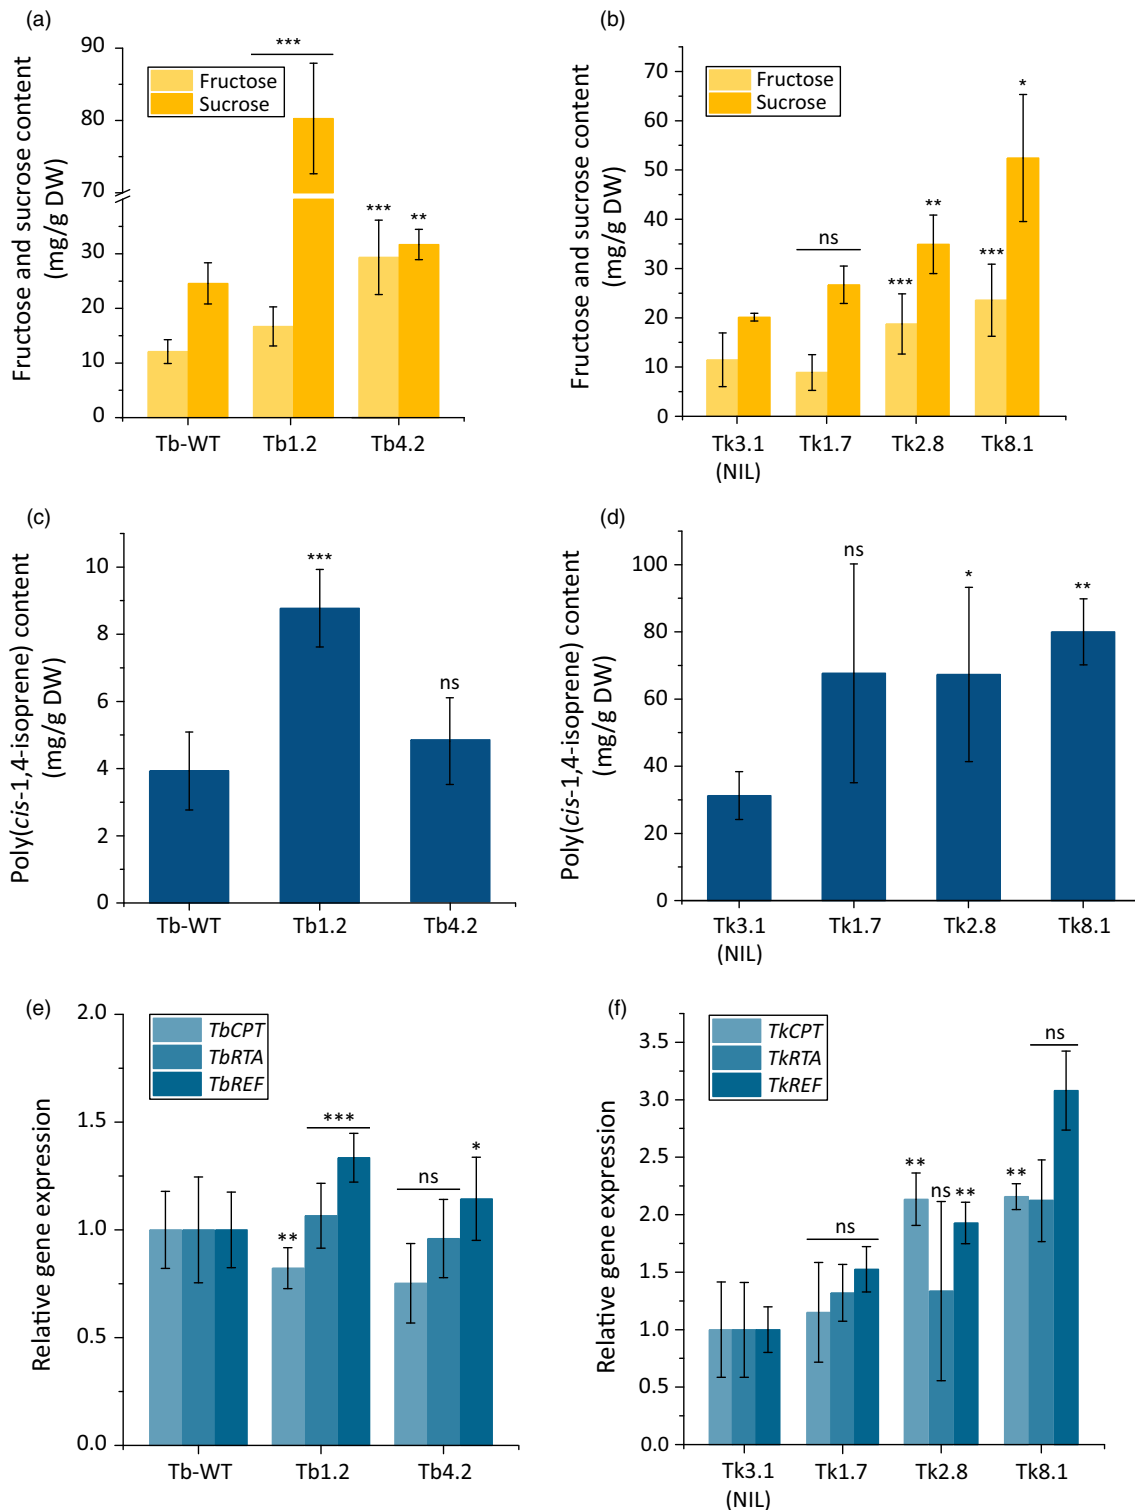 (a)
Fructose and sucrose content
(mg/g DW)
90
80
70
30
20
10
0
Fructose
Sucrose
***
***
**
Tb-WT
Tb1.2
Tb4.2
(b)
Fructose and sucrose content
(mg/g DW)
70
60
50
40
30
20
10
0
Fructose
Sucrose
ns
***
**
***
*
Tk3.1
(NIL)
Tk1.7
Tk2.8
Tk8.1
(c)
Poly(cis-1,4-isoprene) content
(mg/g DW)
10
8
6
4
2
0
***
ns
Tb-WT
Tb1.2
Tb4.2
(d)
Poly(cis-1,4-isoprene) content
(mg/g DW)
100
80
60
40
20
0
ns
*
**
Tk3.1
(NIL)
Tk1.7
Tk2.8
Tk8.1
(e)
Relative gene expression
2.0
1.5
1.0
0.5
0.0
TbCPT
TbRTA
TbREF
**
***
ns
*
Tb-WT
Tb1.2
Tb4.2
(f)
Relative gene expression
3.5
3.0
2.5
2.0
1.5
1.0
0.5
0.0
TkCPT
TkRTA
TkREF
ns
**
ns
**
**
ns
Tk3.1
(NIL)
Tk1.7
Tk2.8
Tk8.1